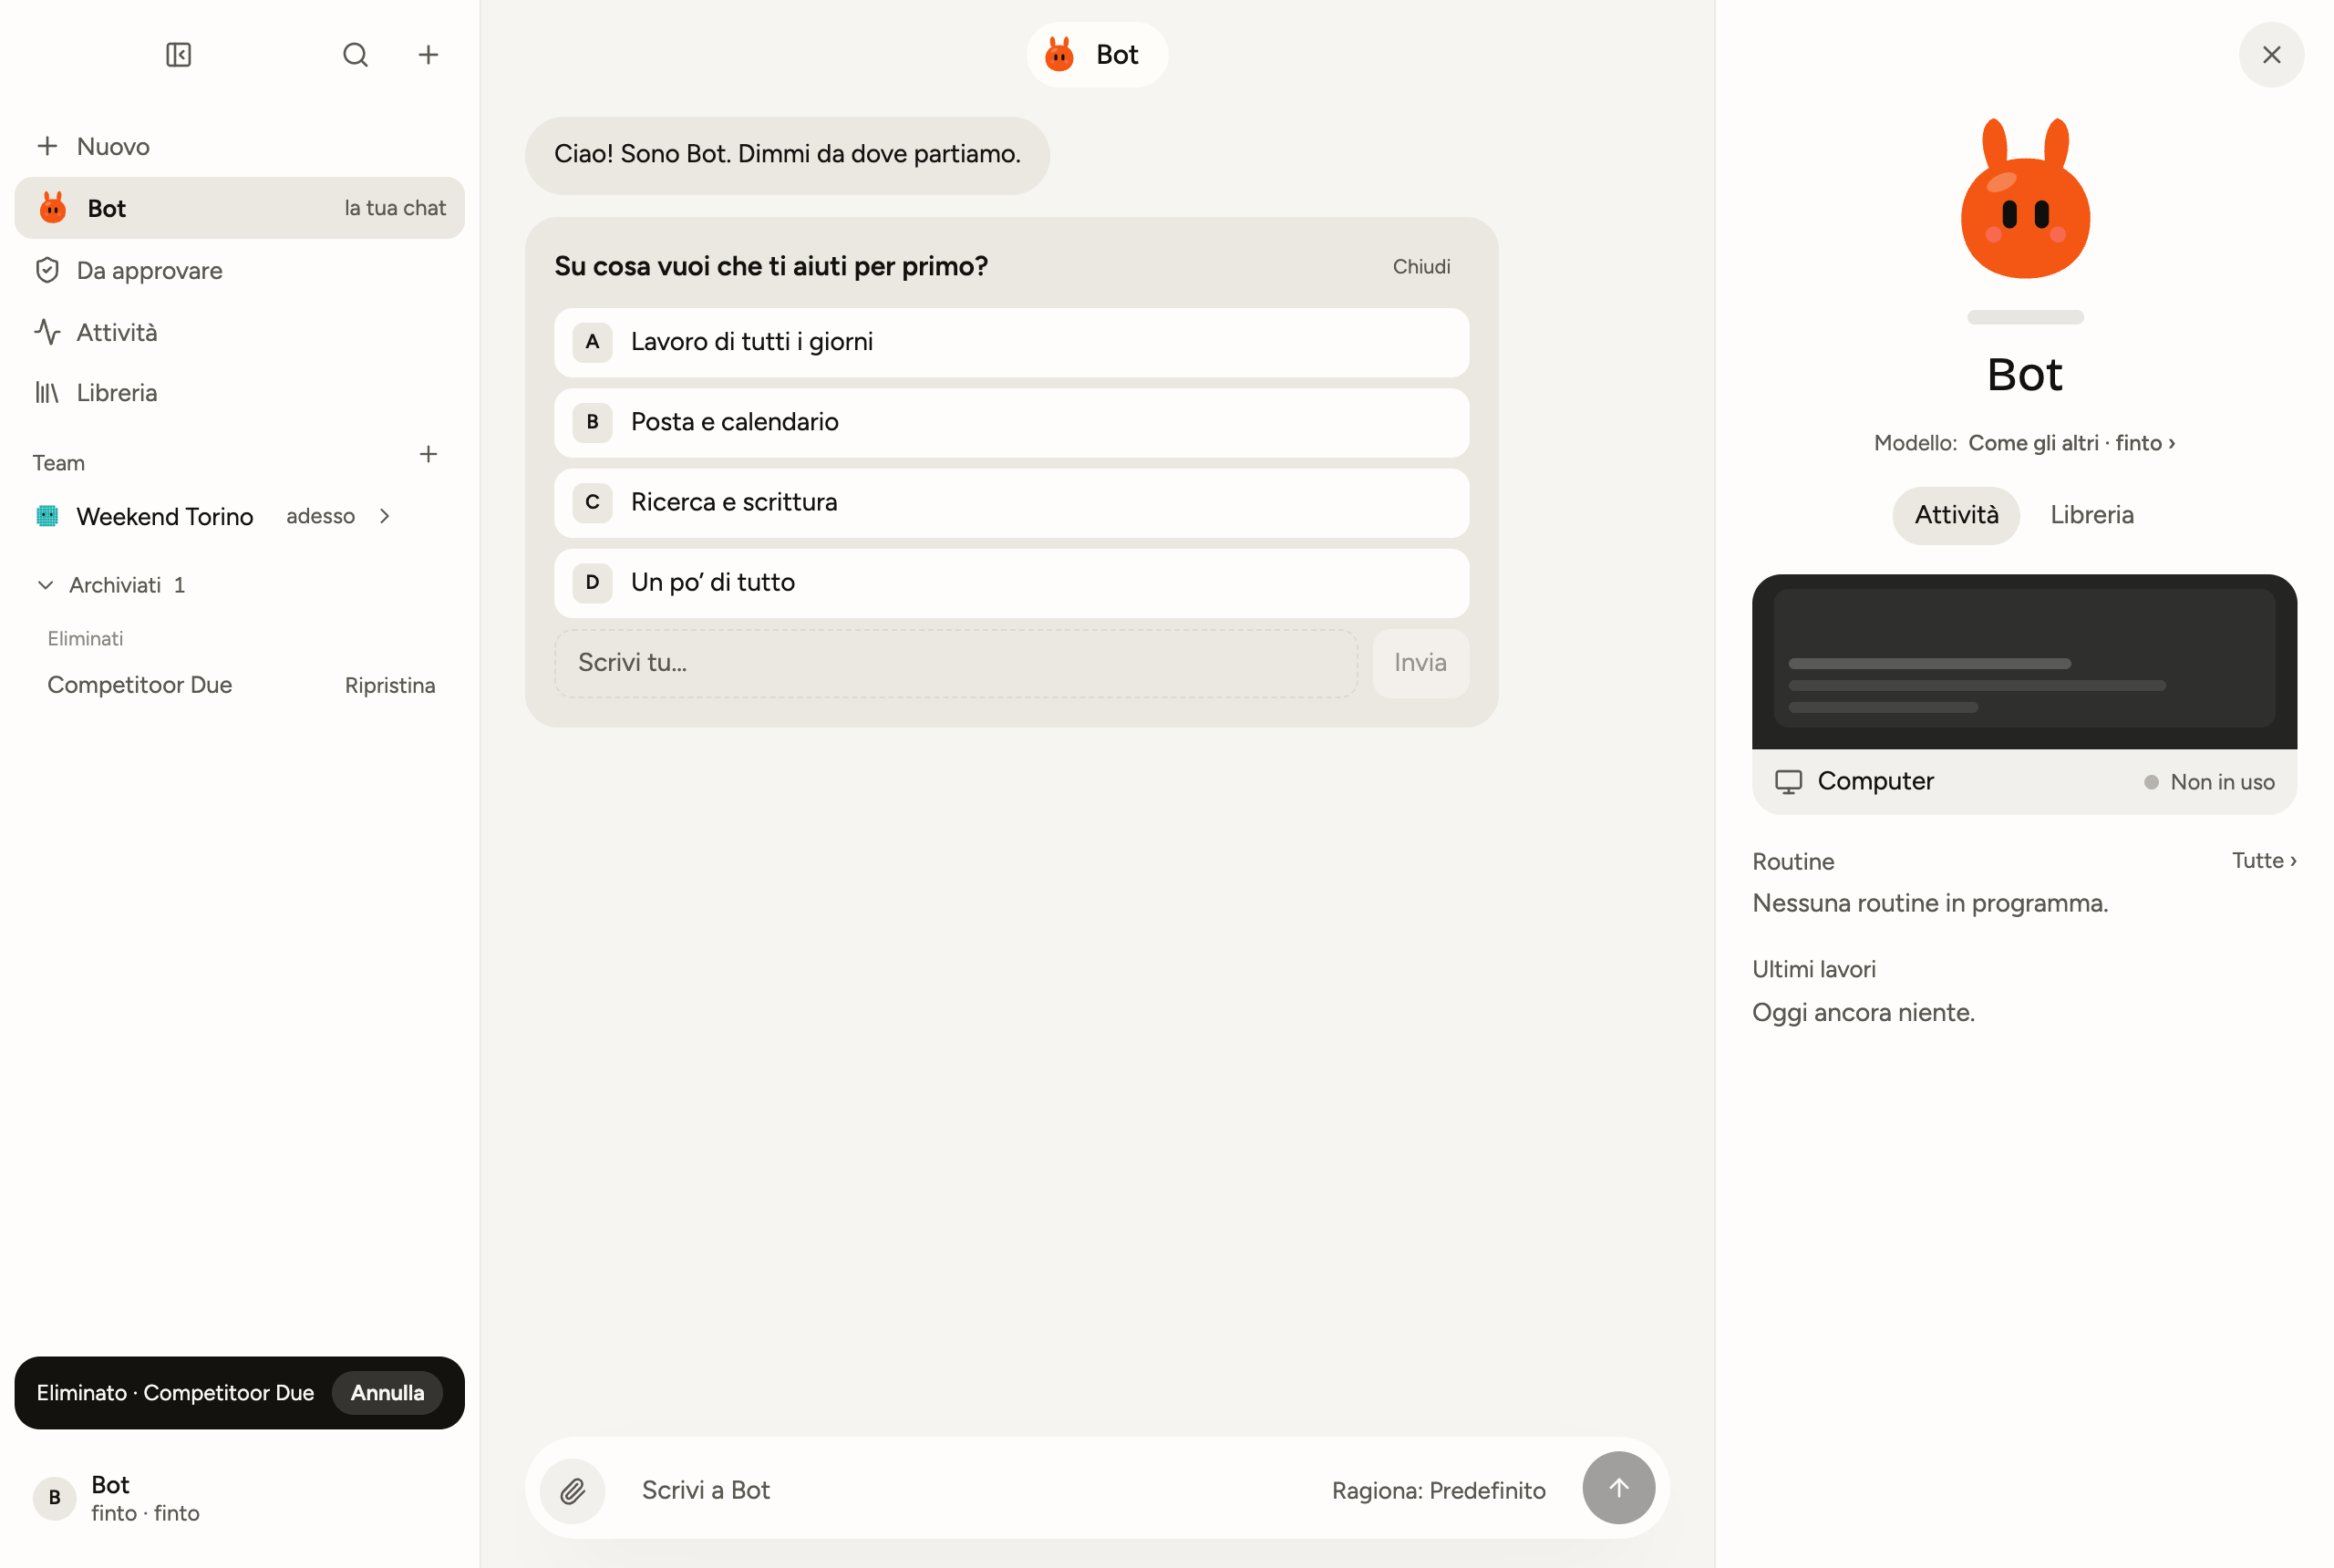 Nuovo
Bot la tua chat
Da approvare
Attività
Libreria
Team
Weekend Torino adesso
Archiviati 1
Eliminati
Competitoor Due Ripristina
Eliminato · Competitoor Due Annulla
B
Bot
finto · finto
Bot
Ciao! Sono Bot. Dimmi da dove partiamo.
Su cosa vuoi che ti aiuti per primo? Chiudi
A Lavoro di tutti i giorni
B Posta e calendario
C Ricerca e scrittura
D Un po’ di tutto
Scrivi tu... Invia
Scrivi a Bot Ragiona: Predefinito
Bot
Modello: Come gli altri · finto ›
Attività Libreria
Computer Non in uso
Routine Tutte ›
Nessuna routine in programma.
Ultimi lavori
Oggi ancora niente.